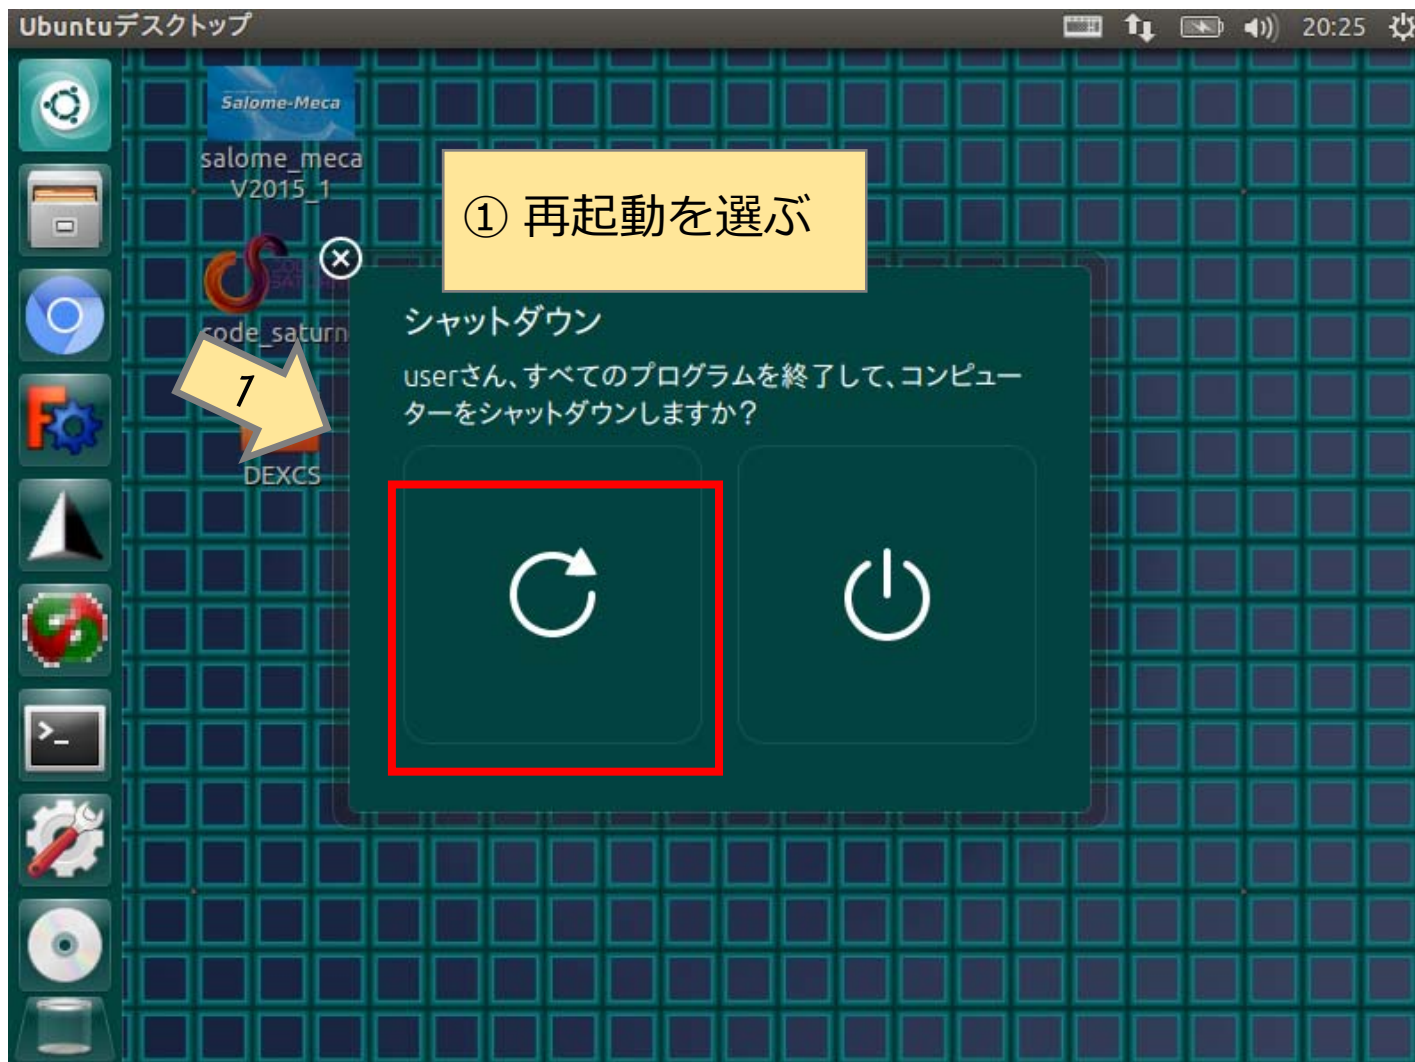 Ubuntuデスクトップ
20:25
Salome-Meca
salome_meca
V2015_1
① 再起動を選ぶ
code_saturn
1
DEXCS
シャットダウン
userさん、すべてのプログラムを終了して、コンピュー
ターをシャットダウンしますか？